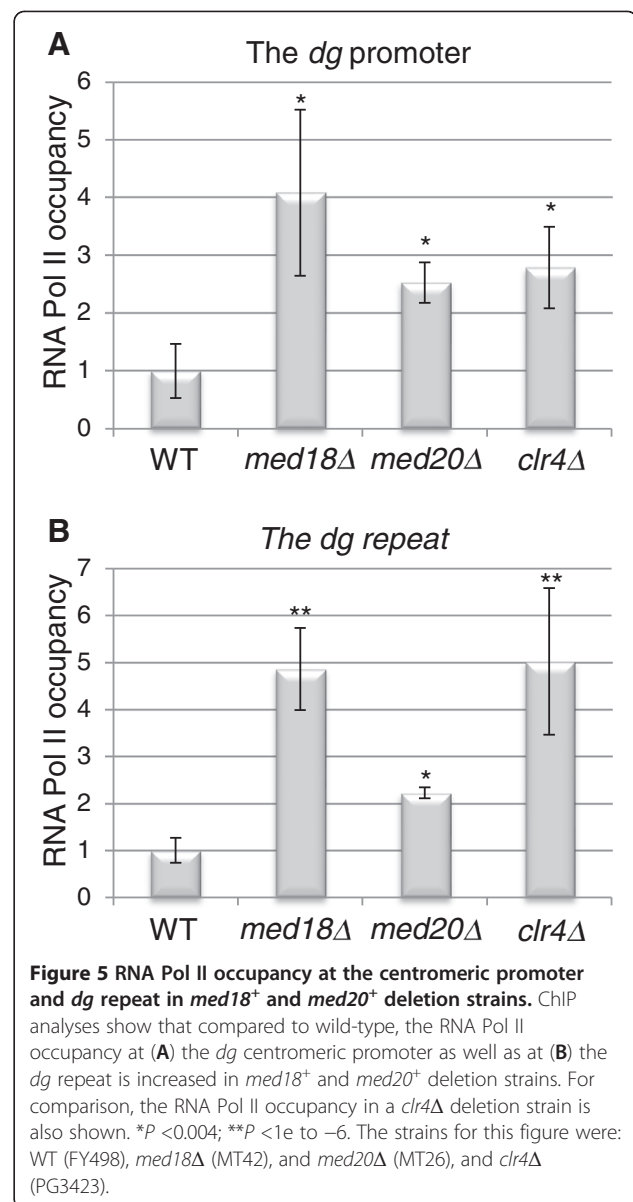 A
The dg promoter
RNA Pol II occupancy
6
5
4
3
2
1
0
*
*
*
WT med18Δ med20Δ clr4Δ
B
The dg repeat
RNA Pol II occupancy
7
6
5
4
3
2
1
0
**
*
**
WT med18Δ med20Δ clr4Δ
Figure 5 RNA Pol II occupancy at the centromeric promoter
and dg repeat in med18⁺ and med20⁺ deletion strains. ChIP
analyses show that compared to wild-type, the RNA Pol II
occupancy at (A) the dg centromeric promoter as well as at (B) the
dg repeat is increased in med18⁺ and med20⁺ deletion strains. For
comparison, the RNA Pol II occupancy in a clr4Δ deletion strain is
also shown. *P <0.004; **P <1e to −6. The strains for this figure were:
WT (FY498), med18Δ (MT42), and med20Δ (MT26), and clr4Δ
(PG3423).